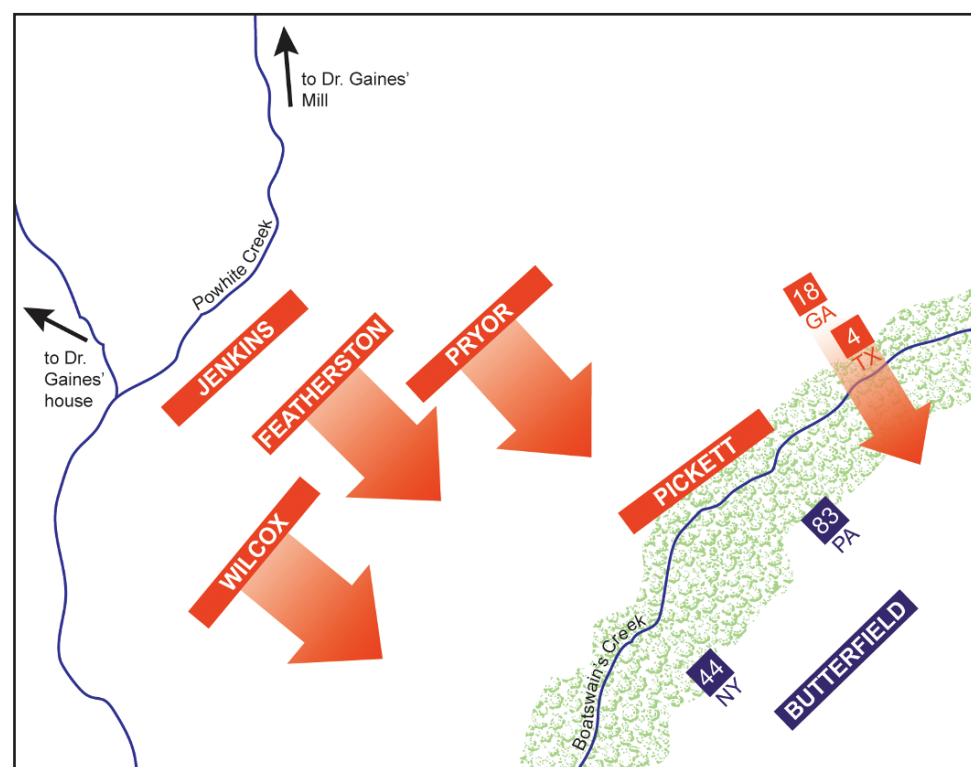 to Dr. Gaines’
Mill
Powhite Creek
to Dr.
Gaines’
house
JENKINS
FEATHERSTON
PRYOR
WILCOX
PICKETT
18
GA
4
TX
83
PA
44
NY
BUTTERFIELD
Boatswain's Creek